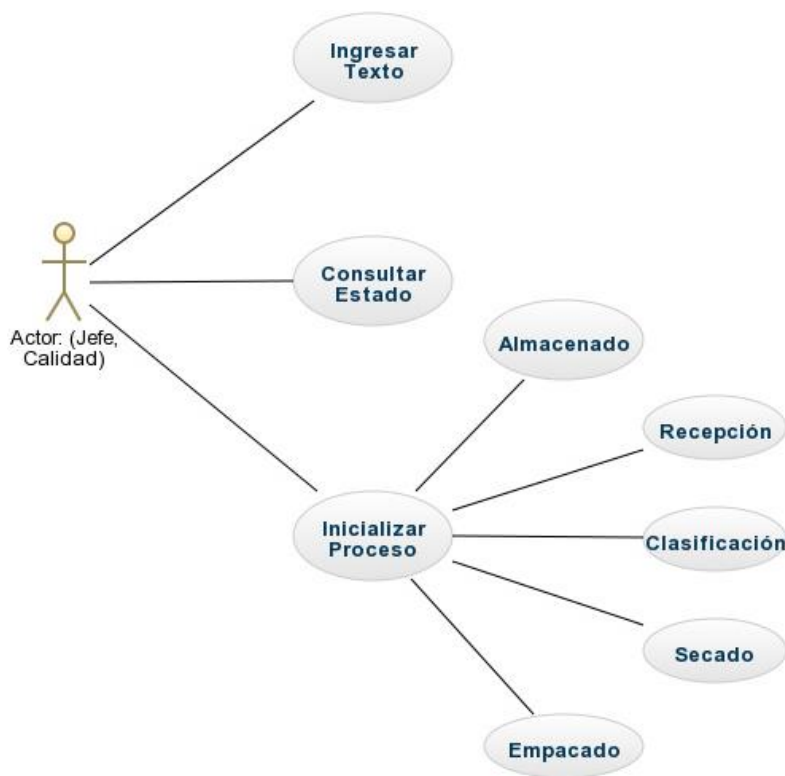 Ingresar
Texto
Consultar
Estado
Actor: (Jefe,
Calidad)
Almacenado
Recepción
Inicializar
Proceso
Clasificación
Secado
Empacado